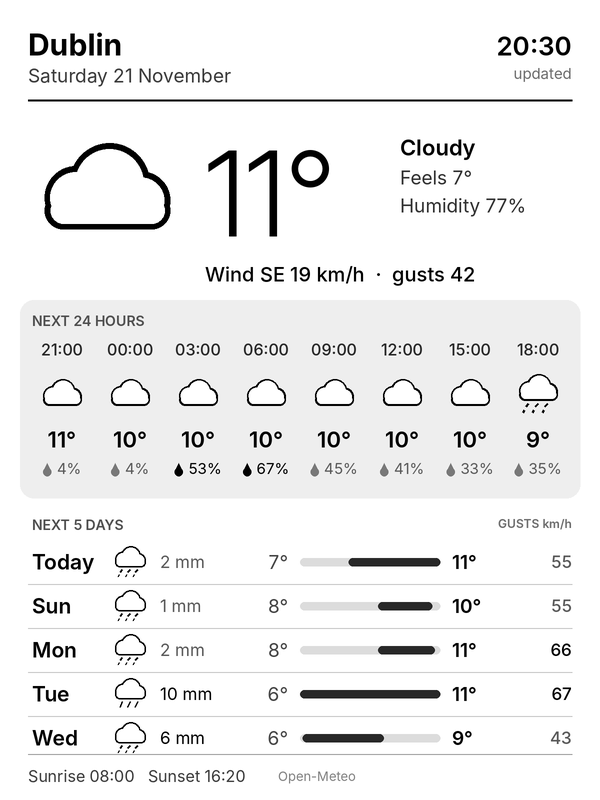 Dublin 20:30
Saturday 21 November updated
11° Cloudy
Feels 7°
Humidity 77%
Wind SE 19 km/h · gusts 42
NEXT 24 HOURS
21:00 00:00 03:00 06:00 09:00 12:00 15:00 18:00
11° 10° 10° 10° 10° 10° 10° 9°
4% 4% 53% 67% 45% 41% 33% 35%
NEXT 5 DAYS GUSTS km/h
Today 2 mm 7° 11° 55
Sun 1 mm 8° 10° 55
Mon 2 mm 8° 11° 66
Tue 10 mm 6° 11° 67
Wed 6 mm 6° 9° 43
Sunrise 08:00 Sunset 16:20 Open-Meteo